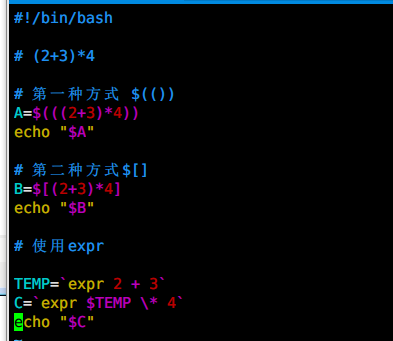 #!/bin/bash
# (2+3)*4
# 第一种方式 $(())
A=$(((2+3)*4))
echo "$A"
# 第二种方式$[]
B=$[(2+3)*4]
echo "$B"
# 使用expr
TEMP=`expr 2 + 3`
C=`expr $TEMP \* 4`
echo "$C"
~